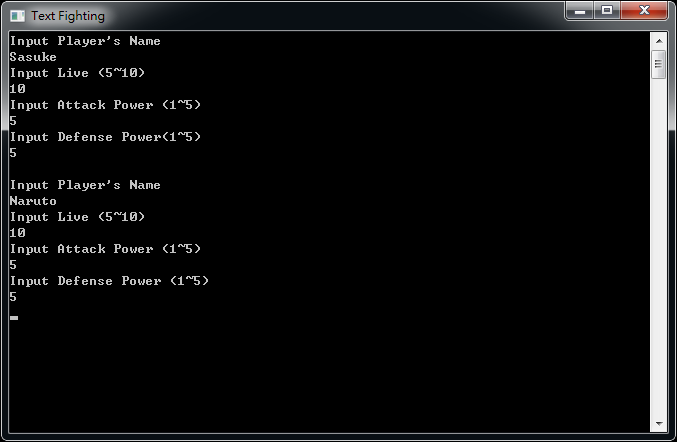 Text Fighting
Input Player's Name
Sasuke
Input Live (5~10)
10
Input Attack Power (1~5)
5
Input Defense Power(1~5)
5
Input Player's Name
Naruto
Input Live (5~10)
10
Input Attack Power (1~5)
5
Input Defense Power (1~5)
5